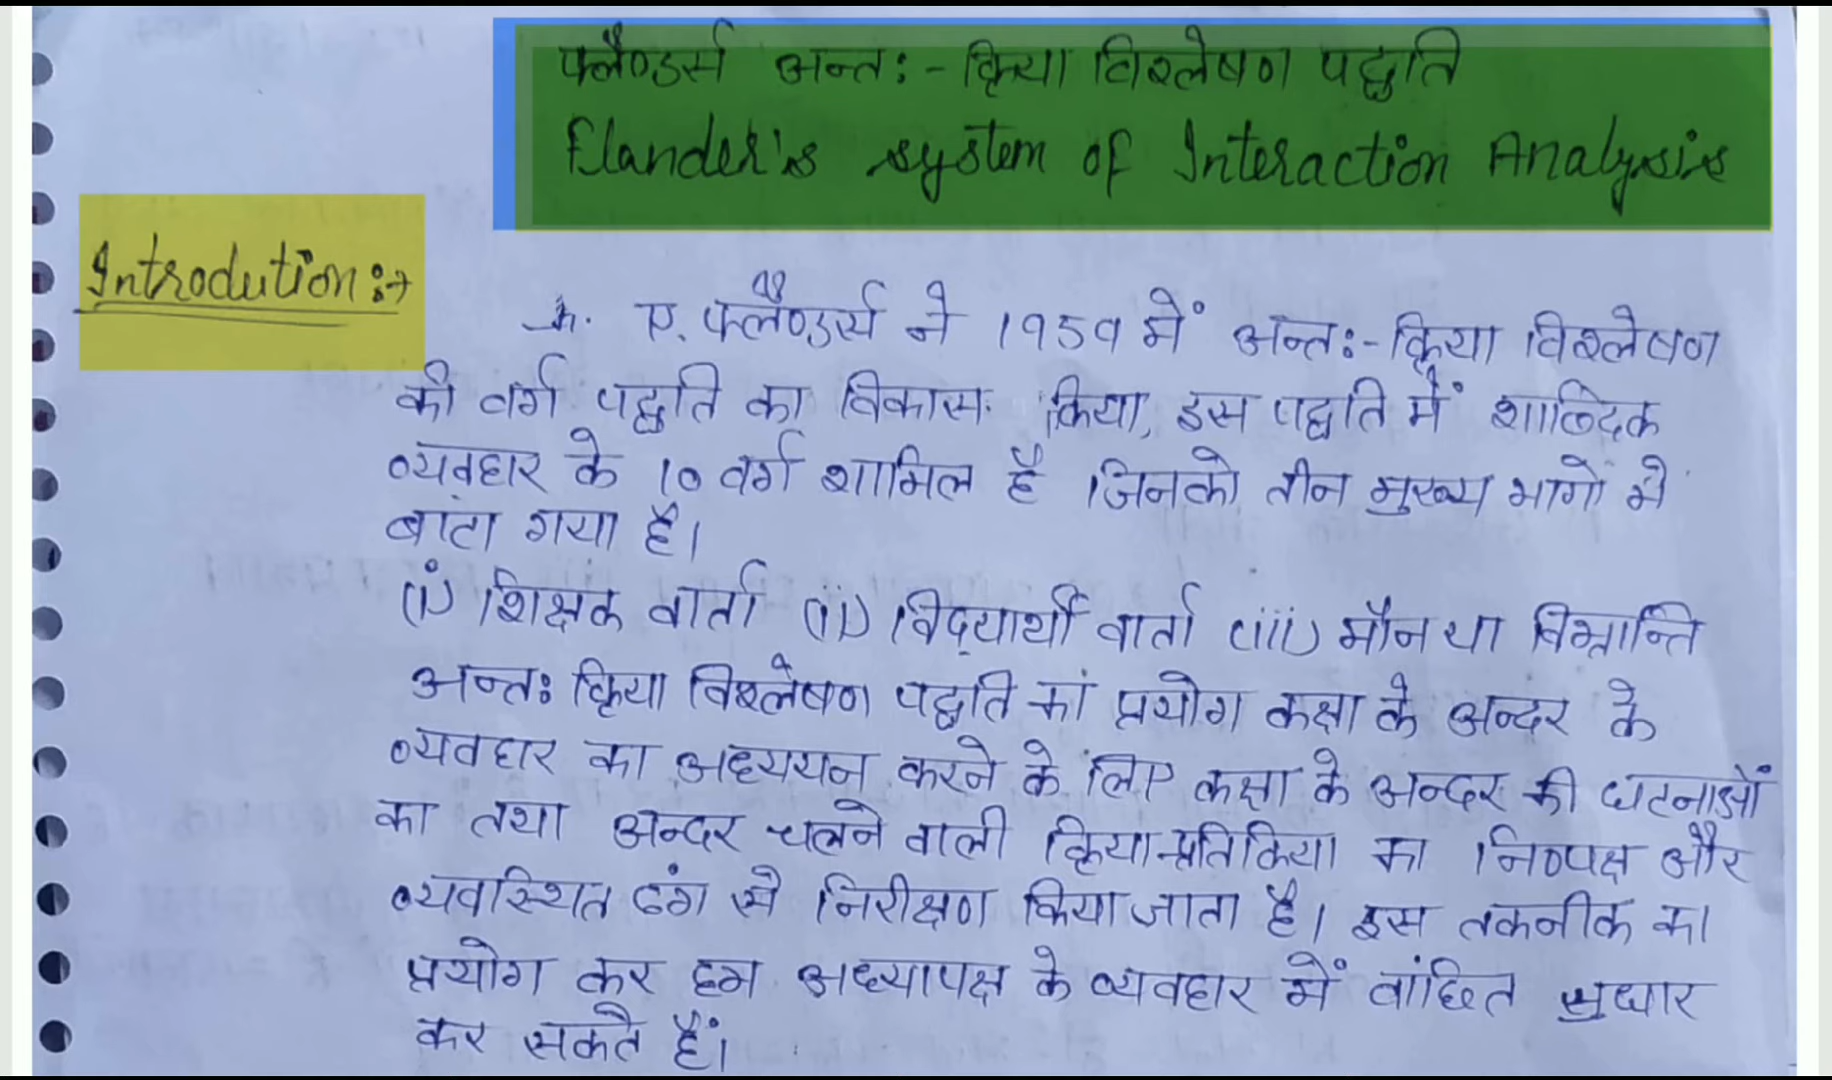 फ्लैण्डर्स अन्त:-क्रिया विश्लेषण पद्धति
Flander's system of Interaction Analysis
Introdution:→
ए. फ्लैण्डर्स ने 1959 में अन्त:-क्रिया विश्लेषण
की वर्ग पद्धति का विकास किया, इस पद्धति में शाब्दिक
व्यवहार के 10 वर्ग शामिल है जिनको तीन मुख्य भागों मे
बाटा गया है।
(i) शिक्षक वार्ता (ii) विद्यार्थी वार्ता (iii) मौन या विभ्रान्ति
अन्त: क्रिया विश्लेषण पद्धति का प्रयोग कक्षा के अन्दर के
व्यवहार का अध्ययन करने के लिए कक्षा के अन्दर की घटनाओं
का तथा अन्दर चलने वाली क्रिया-प्रतिक्रिया का निष्पक्ष और
व्यवस्थित ढंग से निरीक्षण किया जाता है। इस तकनीक का
प्रयोग कर हम अध्यापक्ष के व्यवहार में वांछित सुधार
कर सकते हैं।